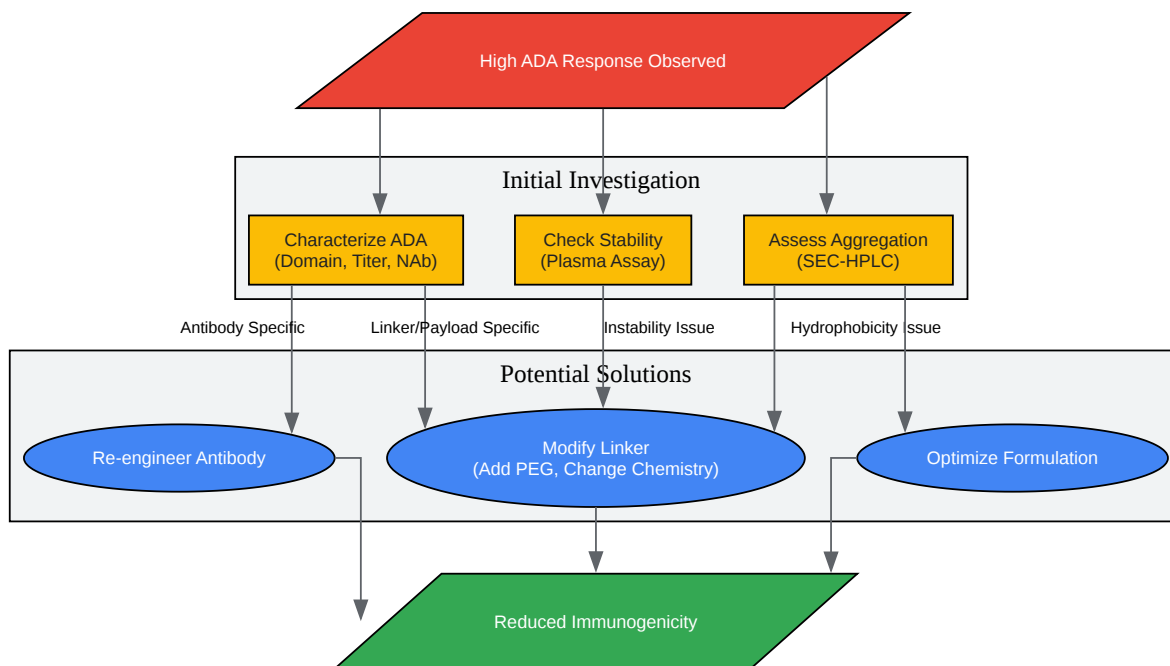 High ADA Response Observed
Initial Investigation
Characterize ADA
(Domain, Titer, NAb)
Check Stability
(Plasma Assay)
Assess Aggregation
(SEC-HPLC)
Antibody Specific
Linker/Payload Specific
Instability Issue
Hydrophobicity Issue
Potential Solutions
Re-engineer Antibody
Modify Linker
(Add PEG, Change Chemistry)
Optimize Formulation
Reduced Immunogenicity